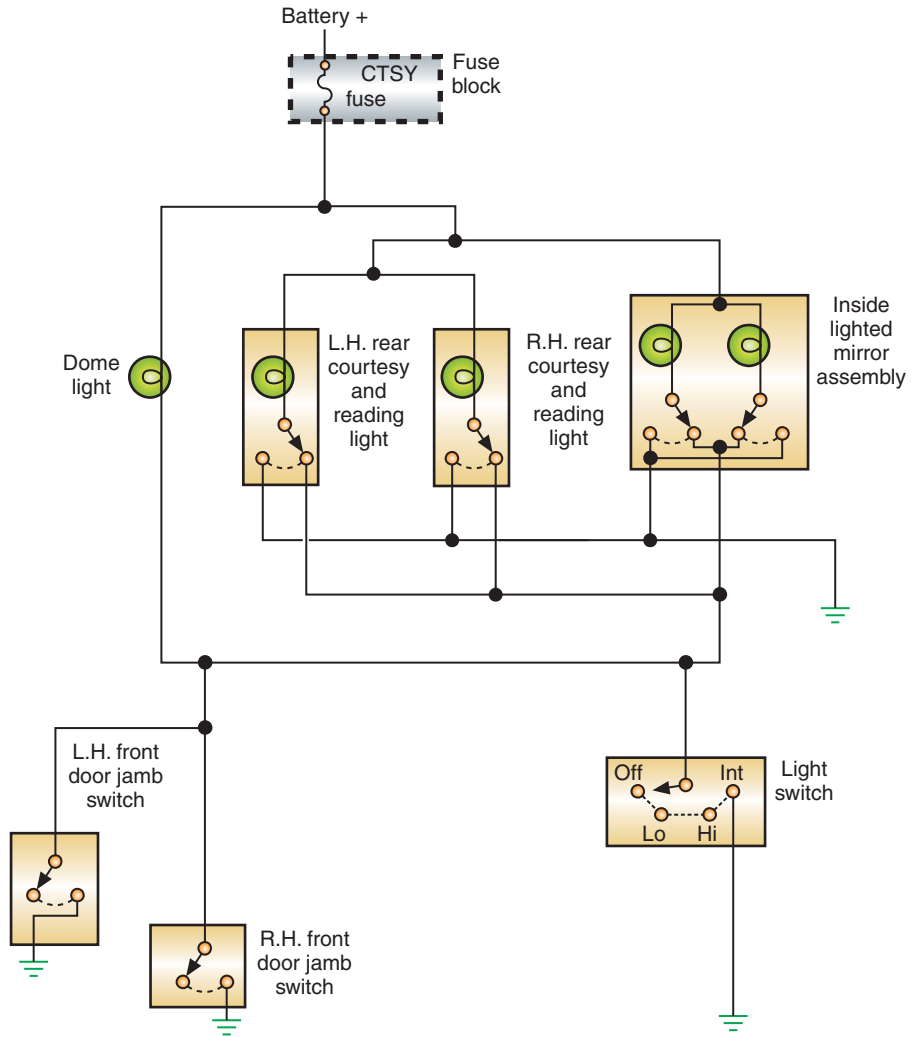 Battery +
CTSY
fuse
Fuse
block
Dome
light
L.H. rear
courtesy
and
reading
light
R.H. rear
courtesy
and
reading
light
Inside
lighted
mirror
assembly
L.H. front
door jamb
switch
R.H. front
door jamb
switch
Off
Int
Lo
Hi
Light
switch